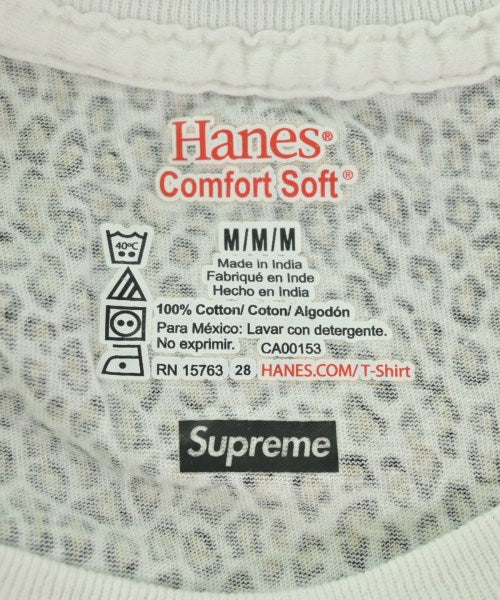 Hanes®
Comfort Soft®
40ºC
M/M/M
Made in India
Fabriqué en Inde
Hecho en India
100% Cotton/ Coton/ Algodón
Para México: Lavar con detergente.
No exprimir. CA00153
RN 15763 28 HANES.COM/T-Shirt
Supreme